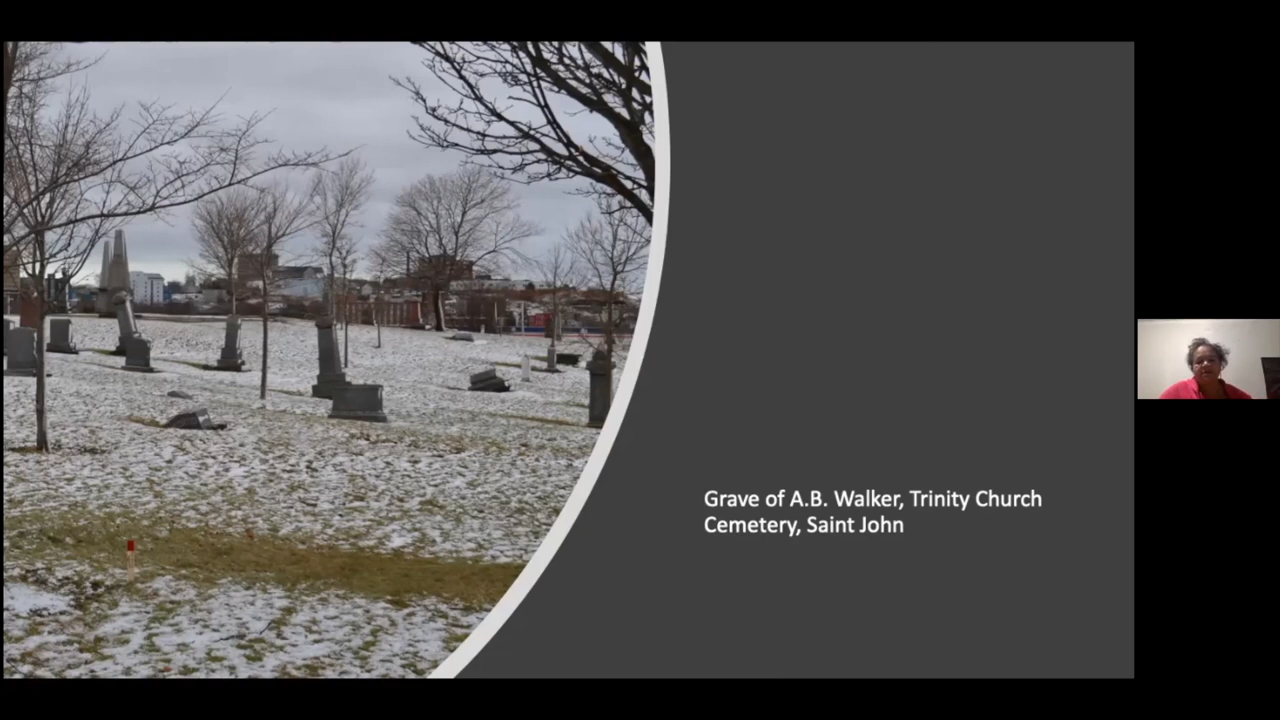 Grave of A.B. Walker, Trinity Church
Cemetery, Saint John